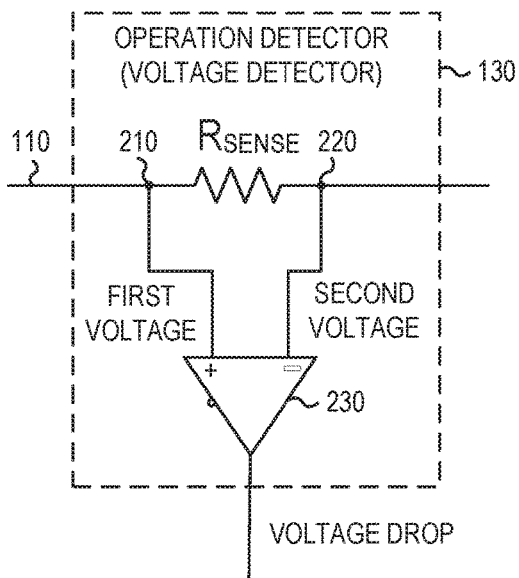 OPERATION DETECTOR
(VOLTAGE DETECTOR)
130
110
210
RSENSE
220
FIRST
VOLTAGE
SECOND
VOLTAGE
+
-
230
VOLTAGE DROP